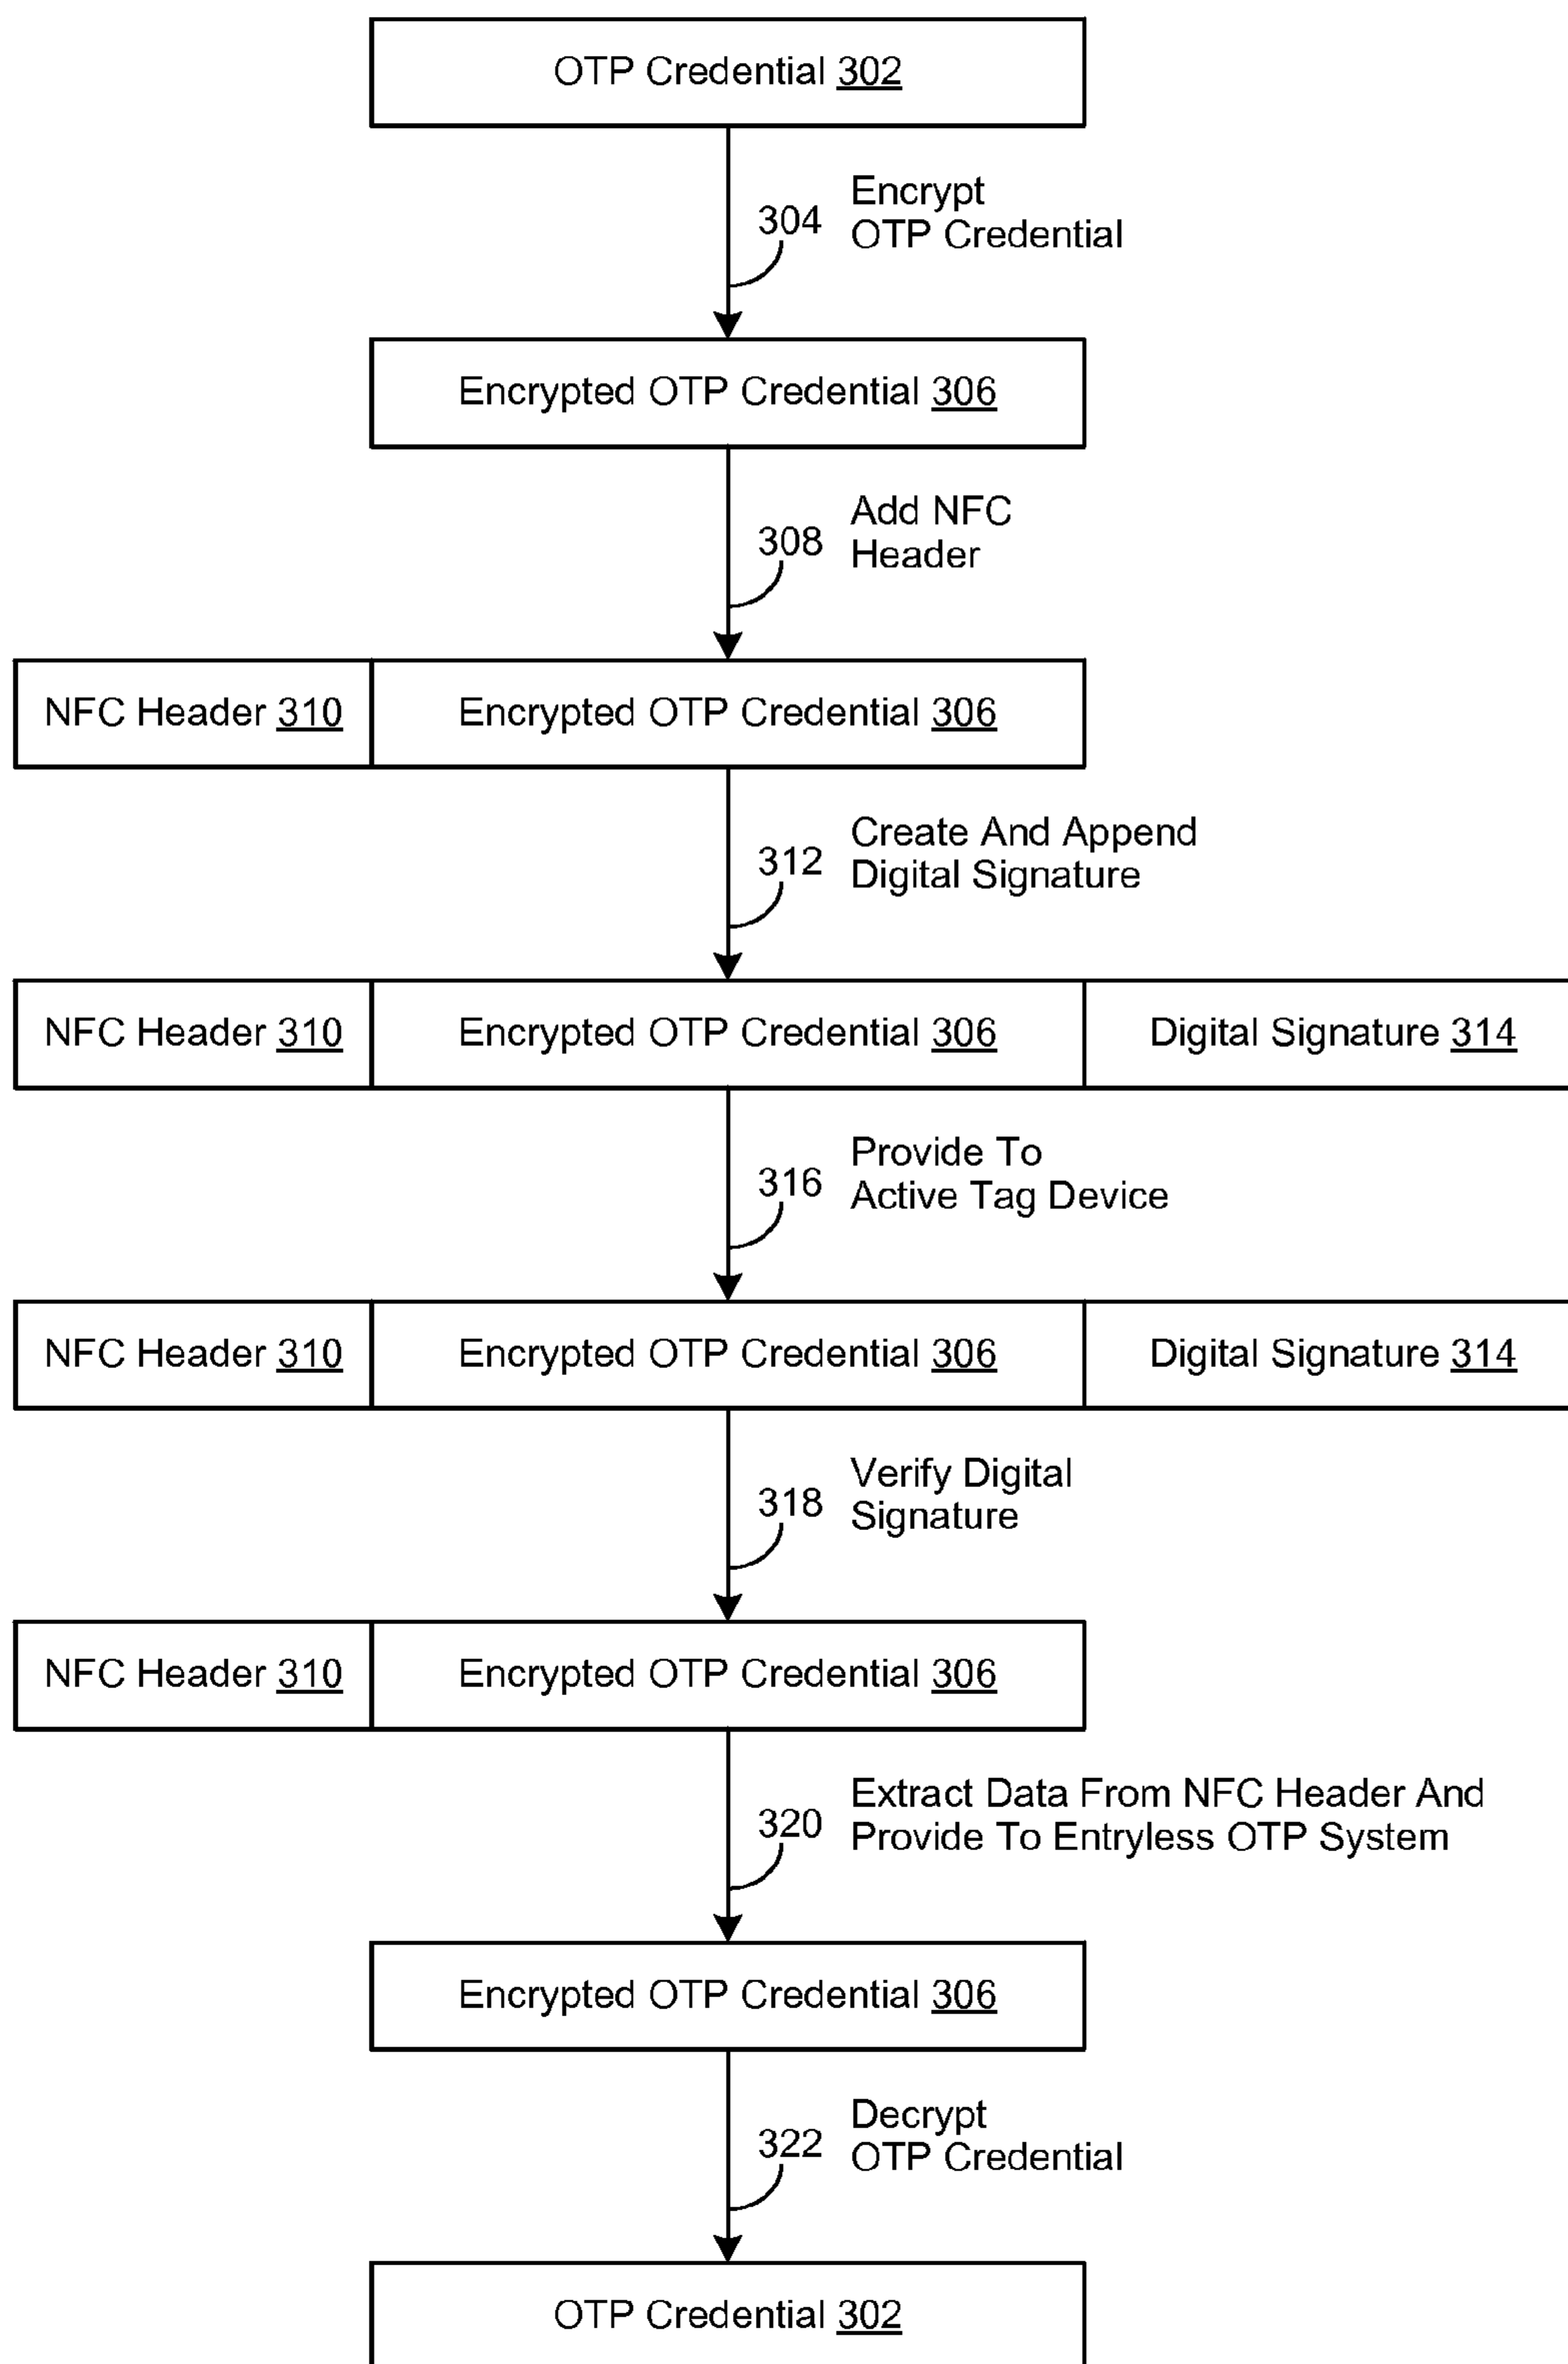 OTP Credential 302
304
Encrypt
OTP Credential
Encrypted OTP Credential 306
308
Add NFC
Header
NFC Header 310
Encrypted OTP Credential 306
312
Create And Append
Digital Signature
NFC Header 310
Encrypted OTP Credential 306
Digital Signature 314
316
Provide To
Active Tag Device
NFC Header 310
Encrypted OTP Credential 306
Digital Signature 314
318
Verify Digital
Signature
NFC Header 310
Encrypted OTP Credential 306
320
Extract Data From NFC Header And
Provide To Entryless OTP System
Encrypted OTP Credential 306
322
Decrypt
OTP Credential
OTP Credential 302